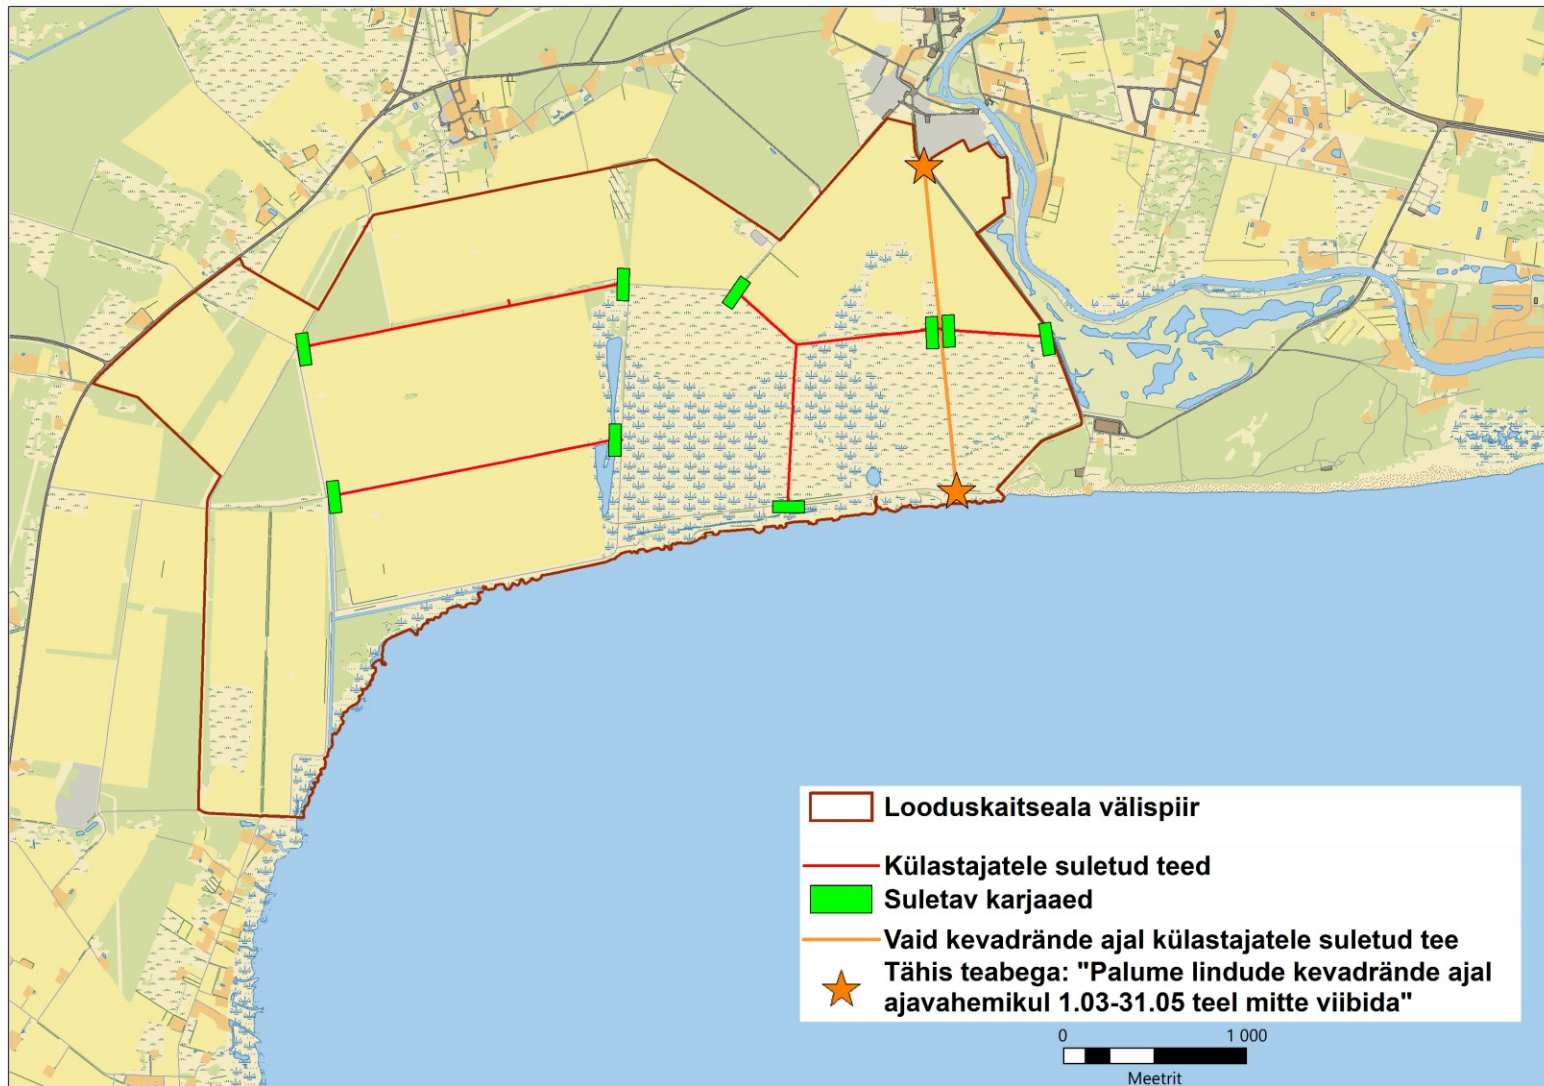 Looduskaitseala välispiir
Külastajatele suletud teed
Suletav karjaaed
Vaid kevadrände ajal külastajatele suletud tee
Tähis teabega: "Palume lindude kevadrände ajal
ajavahemikul 1.03-31.05 teel mitte viibida"
0 1 000
Meetrit